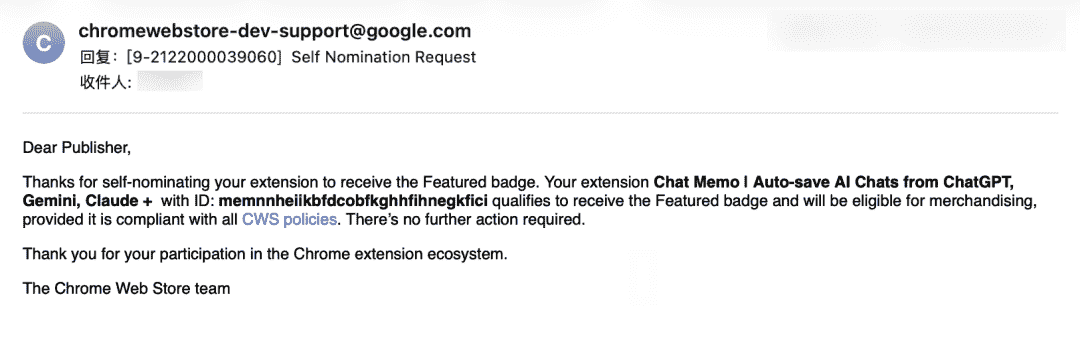 C
chromewebstore-dev-support@google.com
回复：[9-2122000039060] Self Nomination Request
收件人:
Dear Publisher,
Thanks for self-nominating your extension to receive the Featured badge. Your extension Chat Memo | Auto-save AI Chats from ChatGPT,
Gemini, Claude + with ID: memnnheiikbfdcobfkghhfihnegkfici qualifies to receive the Featured badge and will be eligible for merchandising,
provided it is compliant with all CWS policies. There's no further action required.
Thank you for your participation in the Chrome extension ecosystem.
The Chrome Web Store team